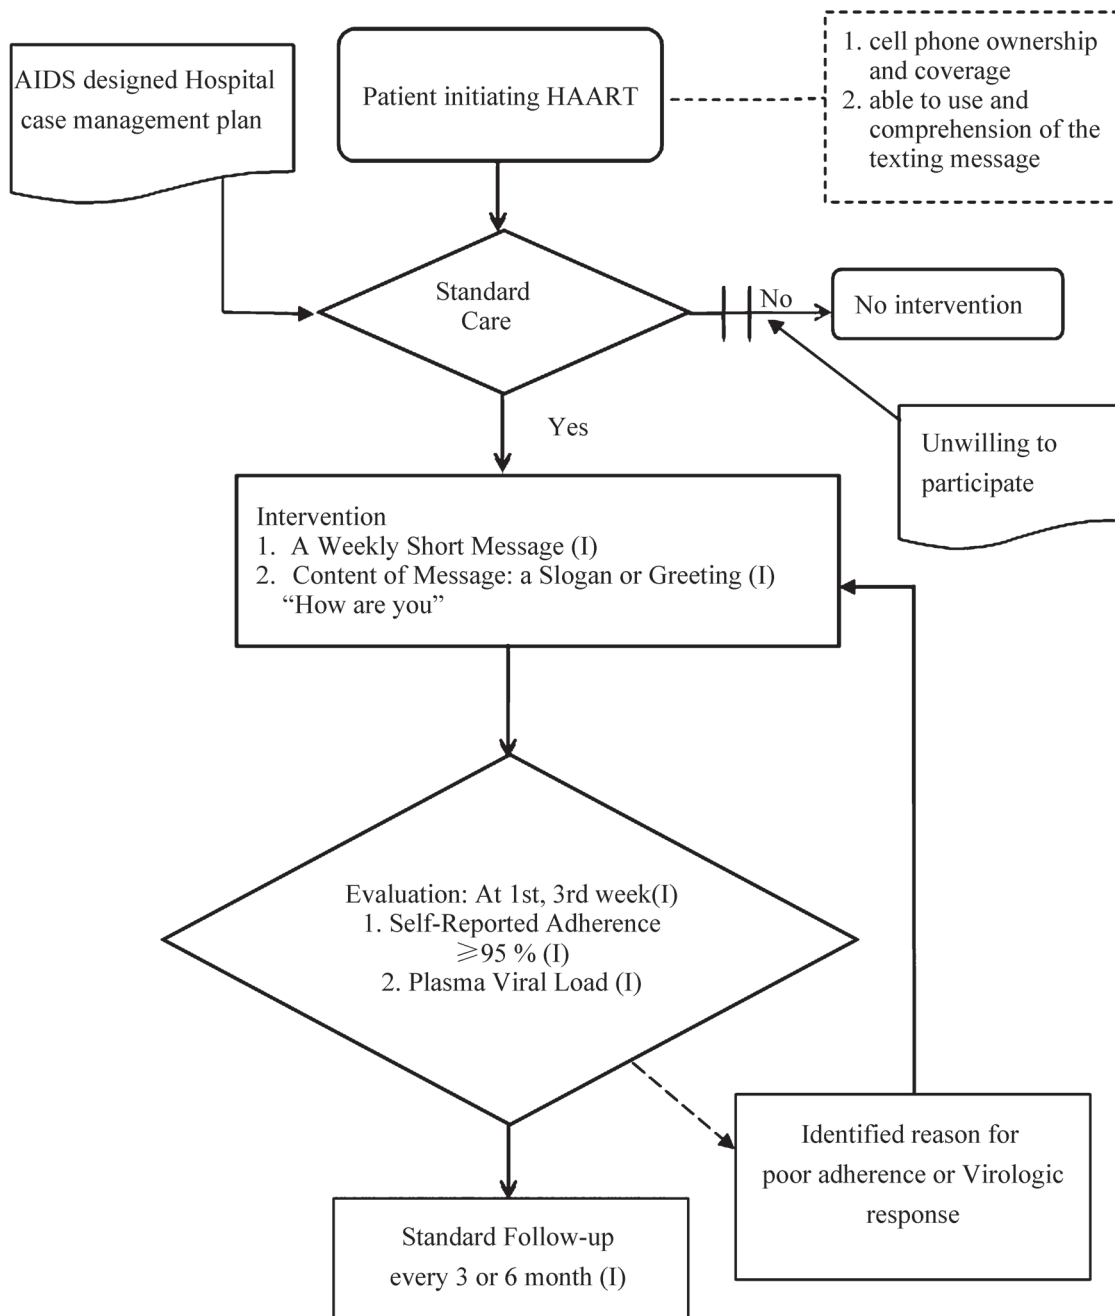 AIDS designed Hospital
case management plan
Patient initiating HAART
1. cell phone ownership
and coverage
2. able to use and
comprehension of the
texting message
Standard
Care
No
No intervention
Yes
Unwilling to
participate
Intervention
1. A Weekly Short Message (I)
2. Content of Message: a Slogan or Greeting (I)
“How are you”
Evaluation: At 1st, 3rd week(I)
1. Self-Reported Adherence
⩾95 % (I)
2. Plasma Viral Load (I)
Identified reason for
poor adherence or Virologic
response
Standard Follow-up
every 3 or 6 month (I)